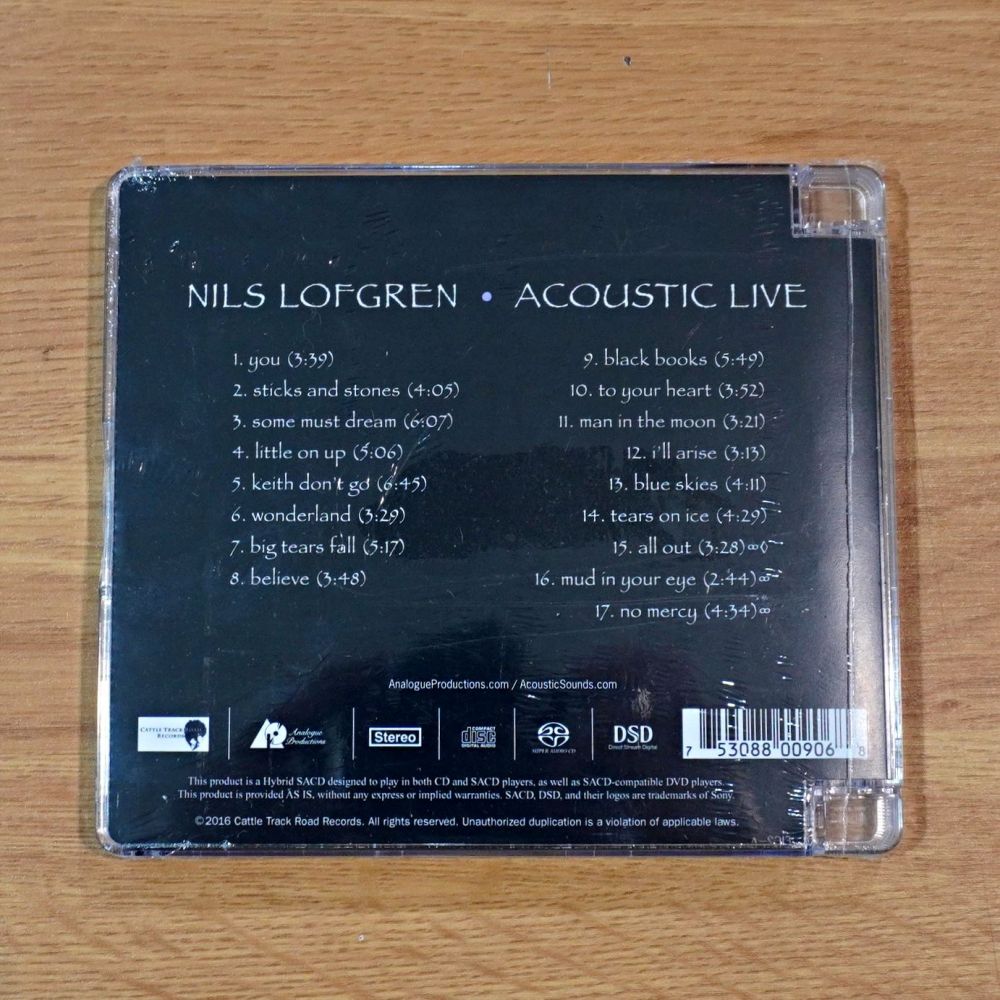 NILS LOFGREN • ACOUSTIC LIVE
1. you (3:39)
2. sticks and stones (4:05)
3. some must dream (6:07)
4. little on up (5:06)
5. keith don't go (6:45)
6. wonderland (3:29)
7. big tears fall (5:17)
8. believe (3:48)
9. black books (5:49)
10. to your heart (3:52)
11. man in the moon (3:21)
12. i'll arise (3:13)
13. blue skies (4:11)
14. tears on ice (4:29)
15. all out (3:28)∞◊~
16. mud in your eye (2:44)∞~
17. no mercy (4:34)∞
AnalogueProductions.com / AcousticSounds.com
CATTLE TRACK ROAD
RECORDS
Analogue
Productions
Stereo
COMPACT
disc
DIGITAL AUDIO
SUPER AUDIO CD
DSD
Direct Stream Digital
7 53088 00906 8
This product is a Hybrid SACD designed to play in both CD and SACD players, as well as SACD-compatible DVD players.
This product is provided AS IS, without any express or implied warranties. SACD, DSD, and their logos are trademarks of Sony.
©2016 Cattle Track Road Records. All rights reserved. Unauthorized duplication is a violation of applicable laws.